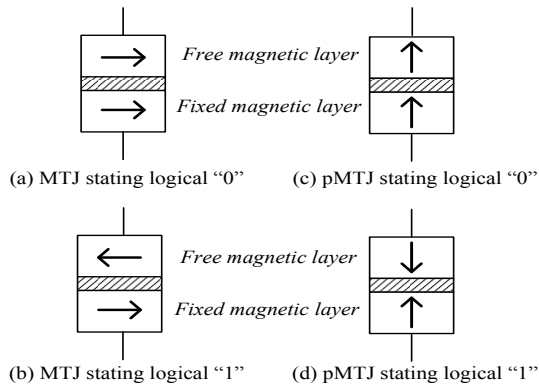 Free magnetic layer
Fixed magnetic layer
(a) MTJ stating logical “0”
(c) pMTJ stating logical “0”
Free magnetic layer
Fixed magnetic layer
(b) MTJ stating logical “1”
(d) pMTJ stating logical “1”